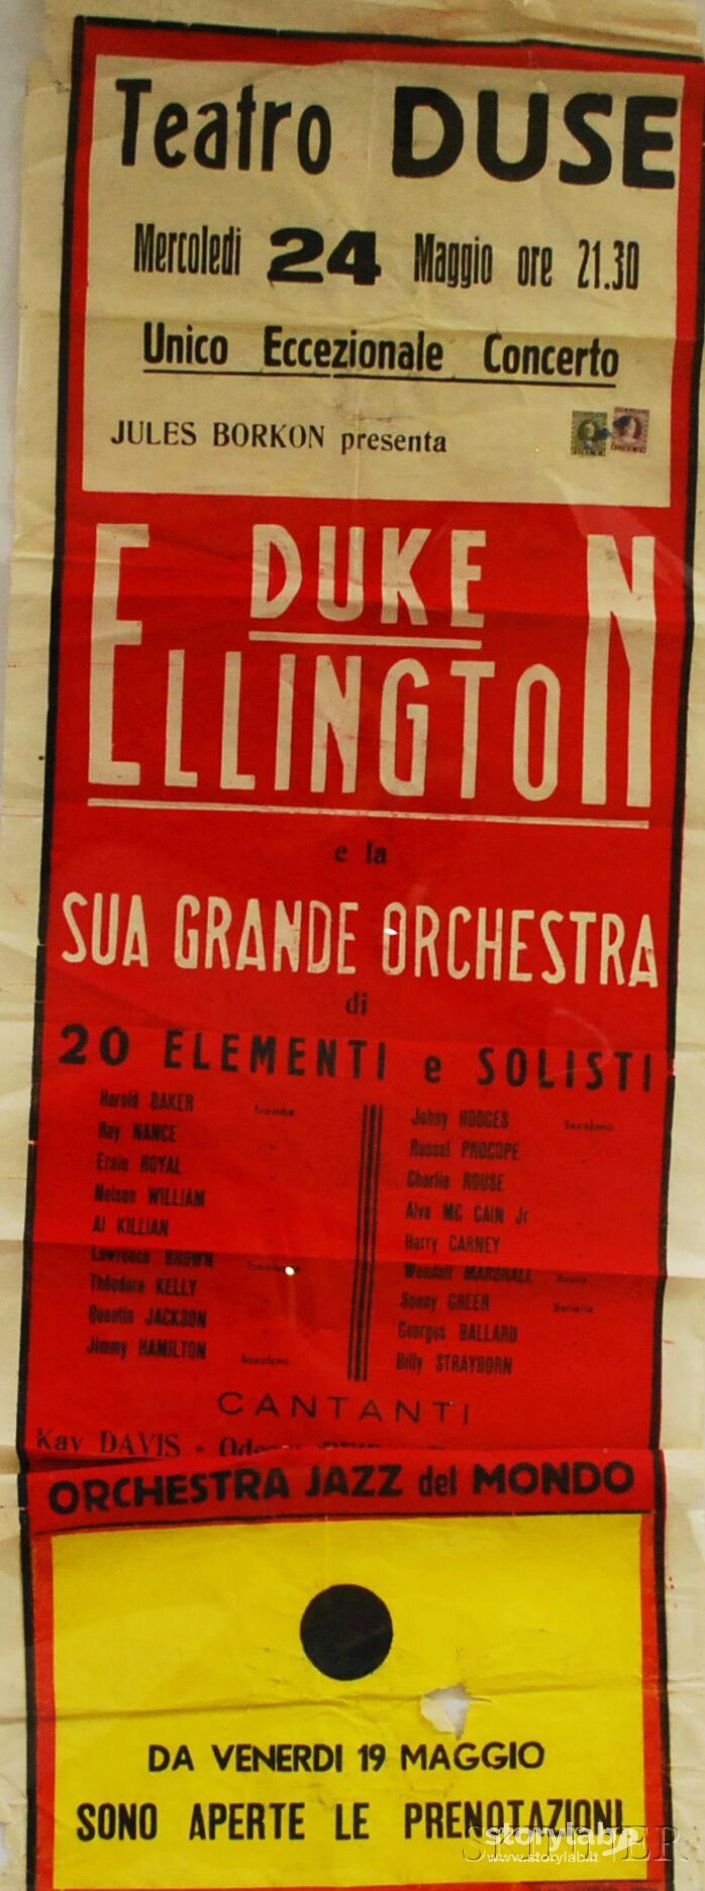 Teatro DUSE
Mercoledi 24 Maggio ore 21.30
Unico Eccezionale Concerto
JULES BORKON presenta
DUKE
ELLINGTON
e la
SUA GRANDE ORCHESTRA
di
20 ELEMENTI e SOLISTI
Harold BAKER Trombe
Ray NANCE
Ernie ROYAL
Nelson WILLIAM
Al KILLIAN
Lawrence BROWN
Théodore KELLY
Quentin JACKSON
Jimmy HAMILTON
Johny HODGES
Russel PROCOPE
Charlie ROUSE
Alva MC CAIN Jr
Harry CARNEY
Wendell MARSHALL
Sonny GREER
Georges BALLARD
Billy STRAYBORN
CANTANTI
Kay DAVIS -
ORCHESTRA JAZZ del MONDO
DA VENERDI 19 MAGGIO
SONO APERTE LE PRENOTAZIONI
storylab
www.storylab.it